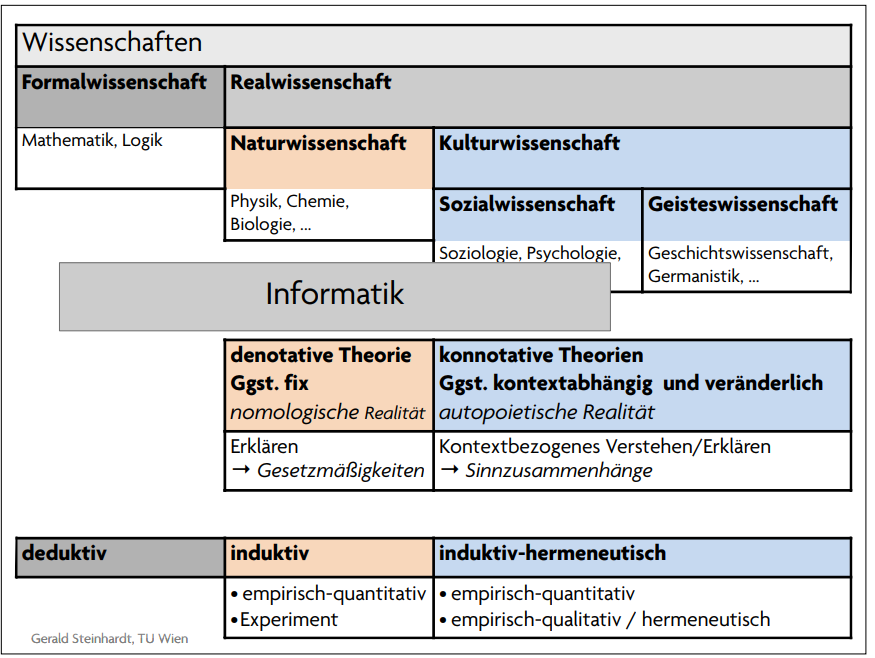 Wissenschaften
Formalwissenschaft
Realwissenschaft
Mathematik, Logik
Naturwissenschaft
Kulturwissenschaft
Physik, Chemie,
Biologie, ...
Sozialwissenschaft
Geisteswissenschaft
Soziologie, Psychologie,
Geschichtswissenschaft,
Germanistik, ...
Informatik
denotative Theorie
Ggst. fix
nomologische Realität
konnotative Theorien
Ggst. kontextabhängig und veränderlich
autopoietische Realität
Erklären
→ Gesetzmäßigkeiten
Kontextbezogenes Verstehen/Erklären
→ Sinnzusammenhänge
deduktiv
induktiv
induktiv-hermeneutisch
• empirisch-quantitativ
•Experiment
• empirisch-quantitativ
• empirisch-qualitativ / hermeneutisch
Gerald Steinhardt, TU Wien